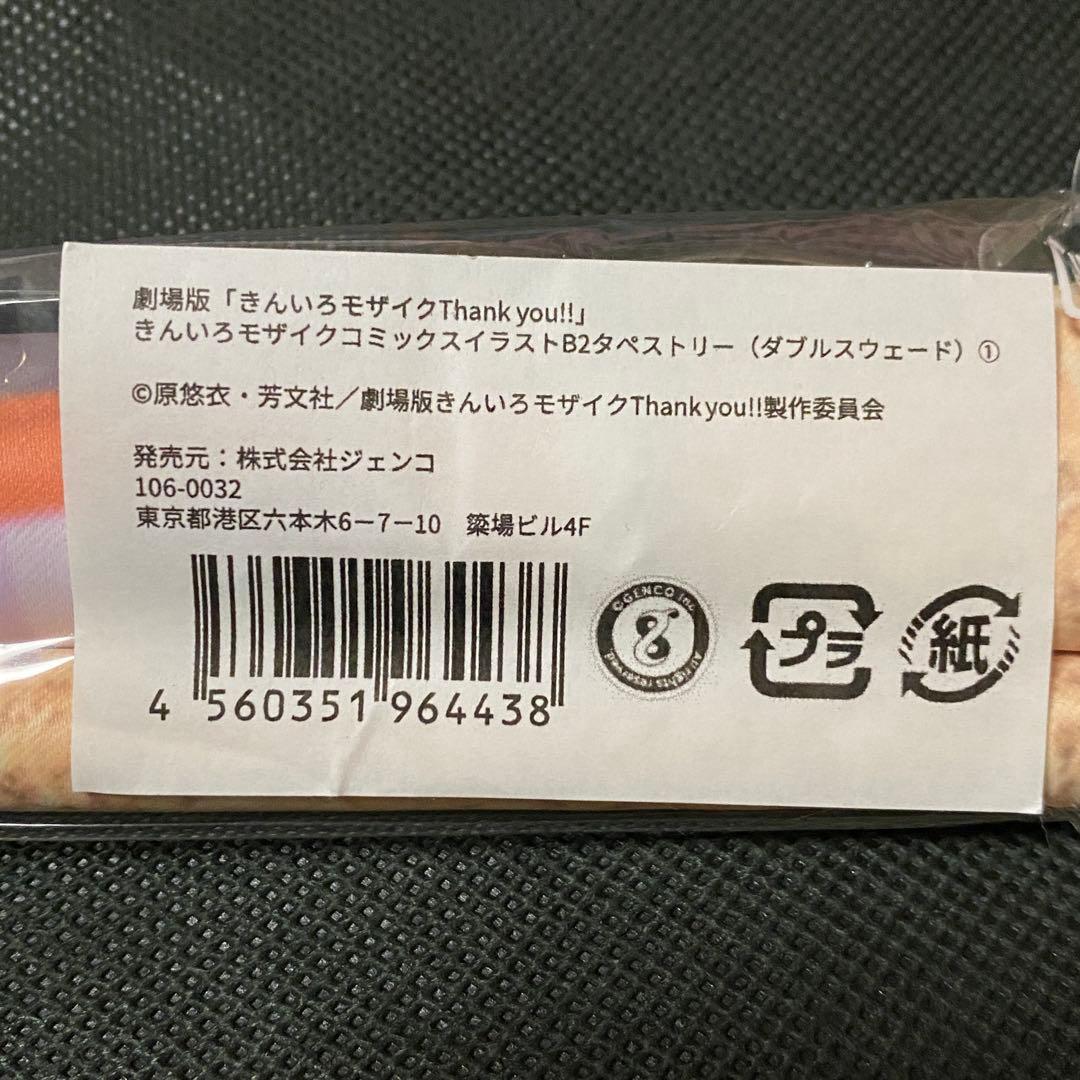 劇場版「きんいろモザイクThank you!!」
きんいろモザイクコミックスイラストB2タペストリー（ダブルスウェード）①
©原悠衣・芳文社／劇場版きんいろモザイクThank you!!製作委員会
発売元：株式会社ジェンコ
106-0032
東京都港区六本木6－7－10　簗場ビル4F
4 560351 964438
©GENCO Inc.
All rights reserved
プラ
紙